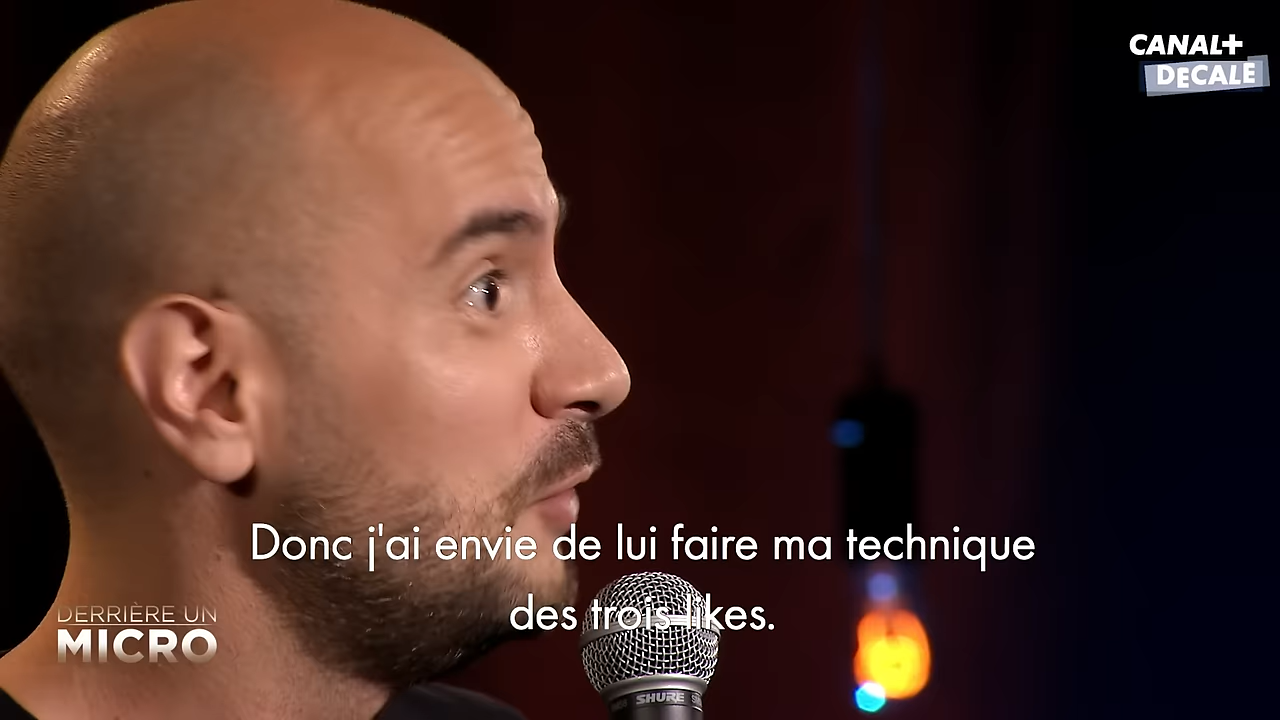 CANAL+
DECALE
Donc j'ai envie de lui faire ma technique
des trois likes.
DERRIÈRE UN
MICRO
SHURE